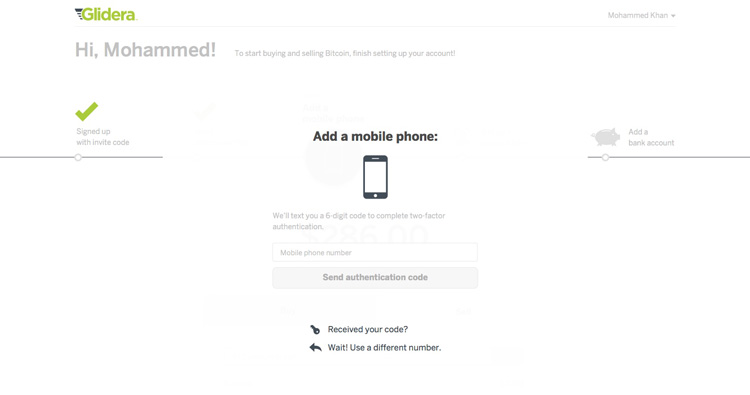 Glidera
Mohammed Khan
Hi, Mohammed!
To start buying and selling Bitcoin, finish setting up your account!
Signed up
with invite code
Add a mobile phone:
Add a
bank account
We'll text you a 6-digit code to complete two-factor
authentication.
$286.00
Mobile phone number
Send authentication code
Received your code?
Wait! Use a different number.